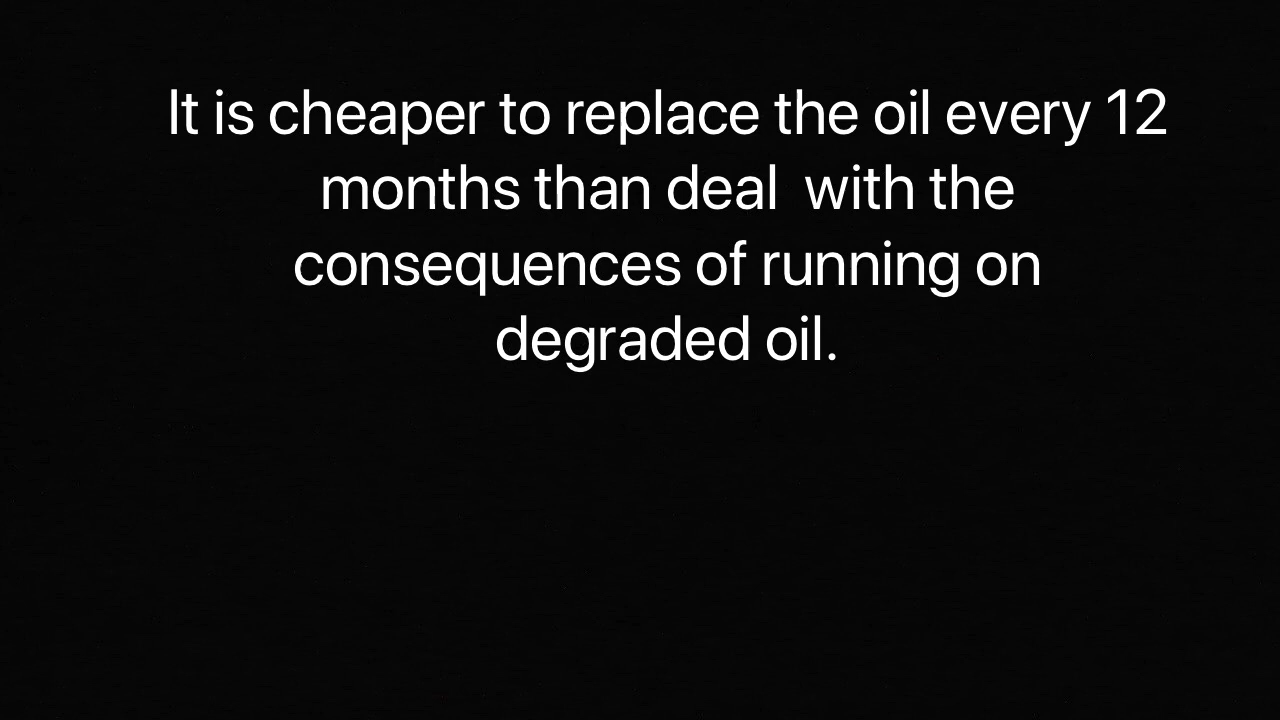 It is cheaper to replace the oil every 12
months than deal  with the
consequences of running on
degraded oil.